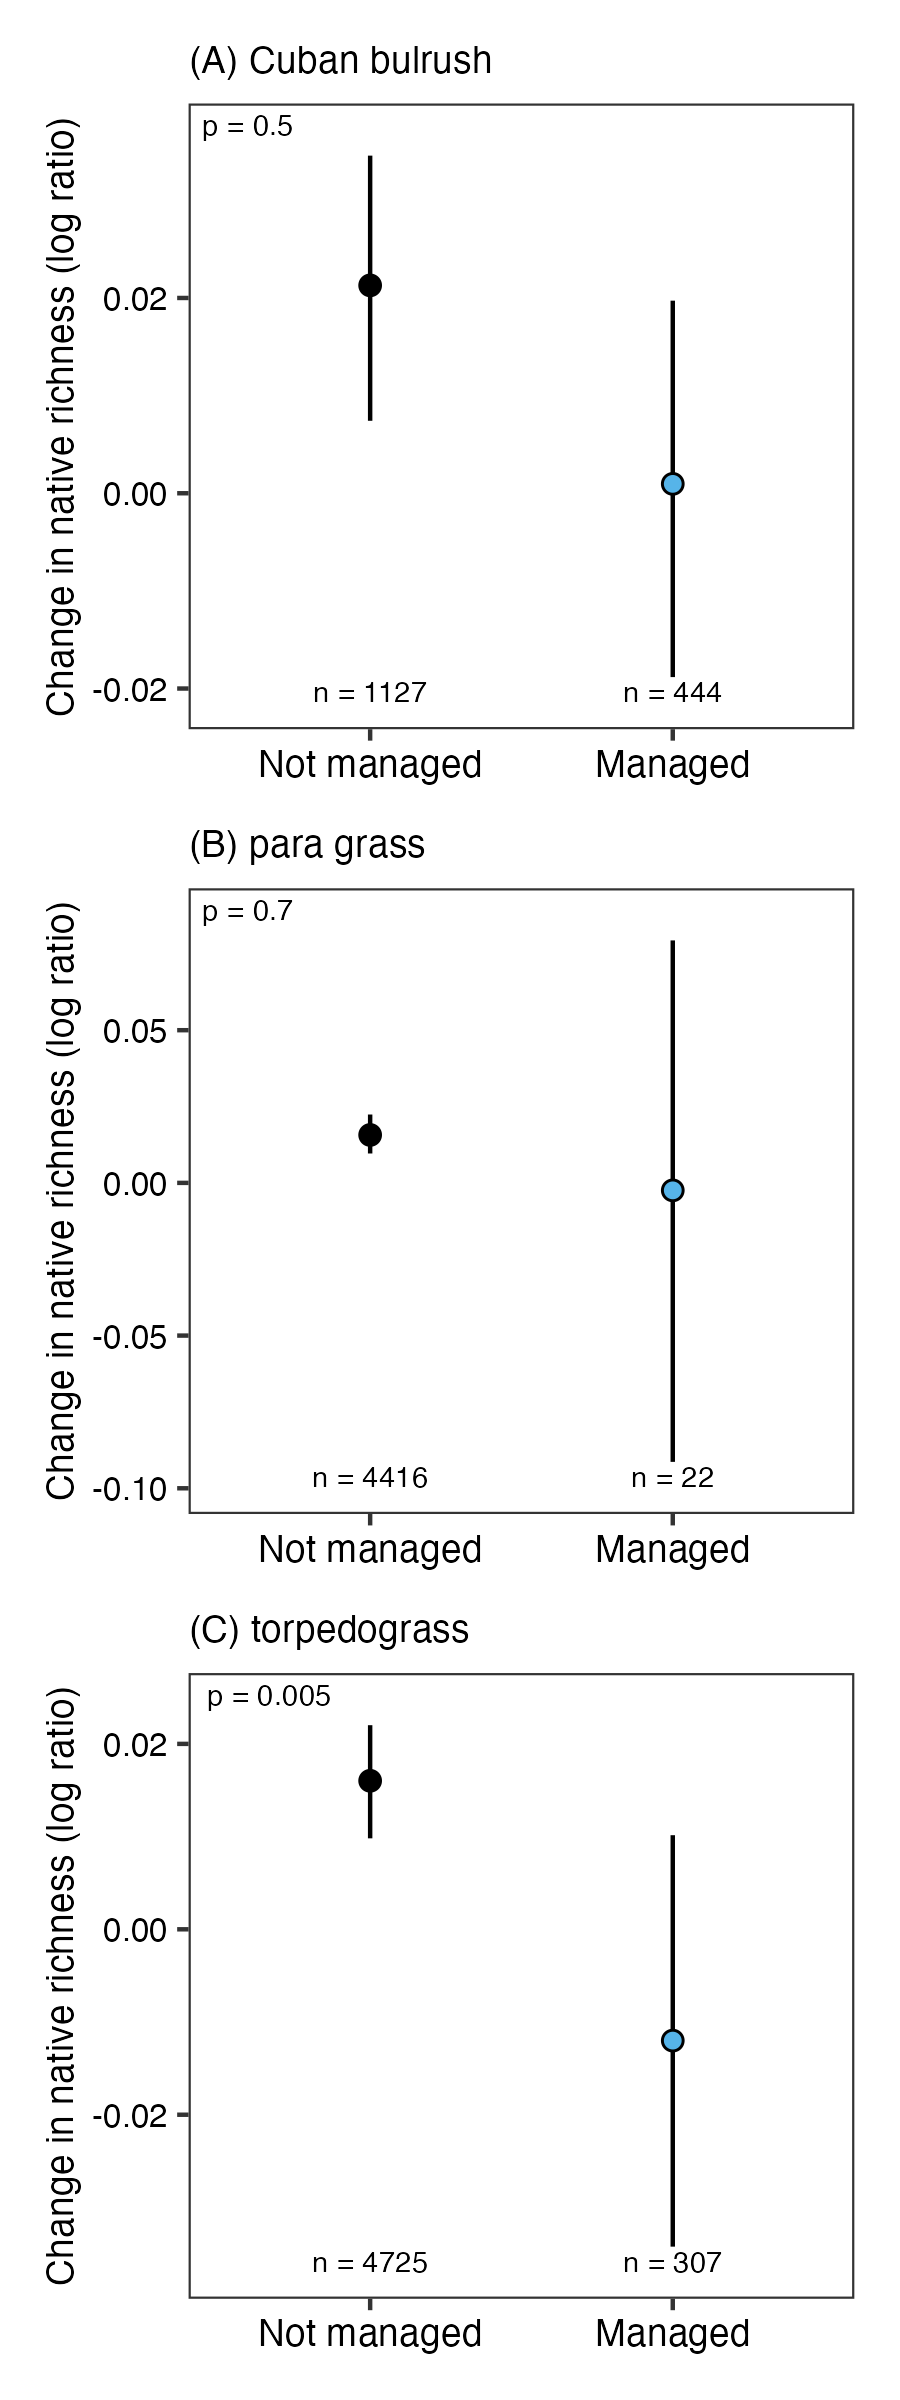 (A) Cuban bulrush
p = 0.5
Change in native richness (log ratio)
0.02
0.00
-0.02
n = 1127
n = 444
Not managed
Managed
(B) para grass
p = 0.7
Change in native richness (log ratio)
0.05
0.00
-0.05
-0.10
n = 4416
n = 22
Not managed
Managed
(C) torpedograss
p = 0.005
Change in native richness (log ratio)
0.02
0.00
-0.02
n = 4725
n = 307
Not managed
Managed